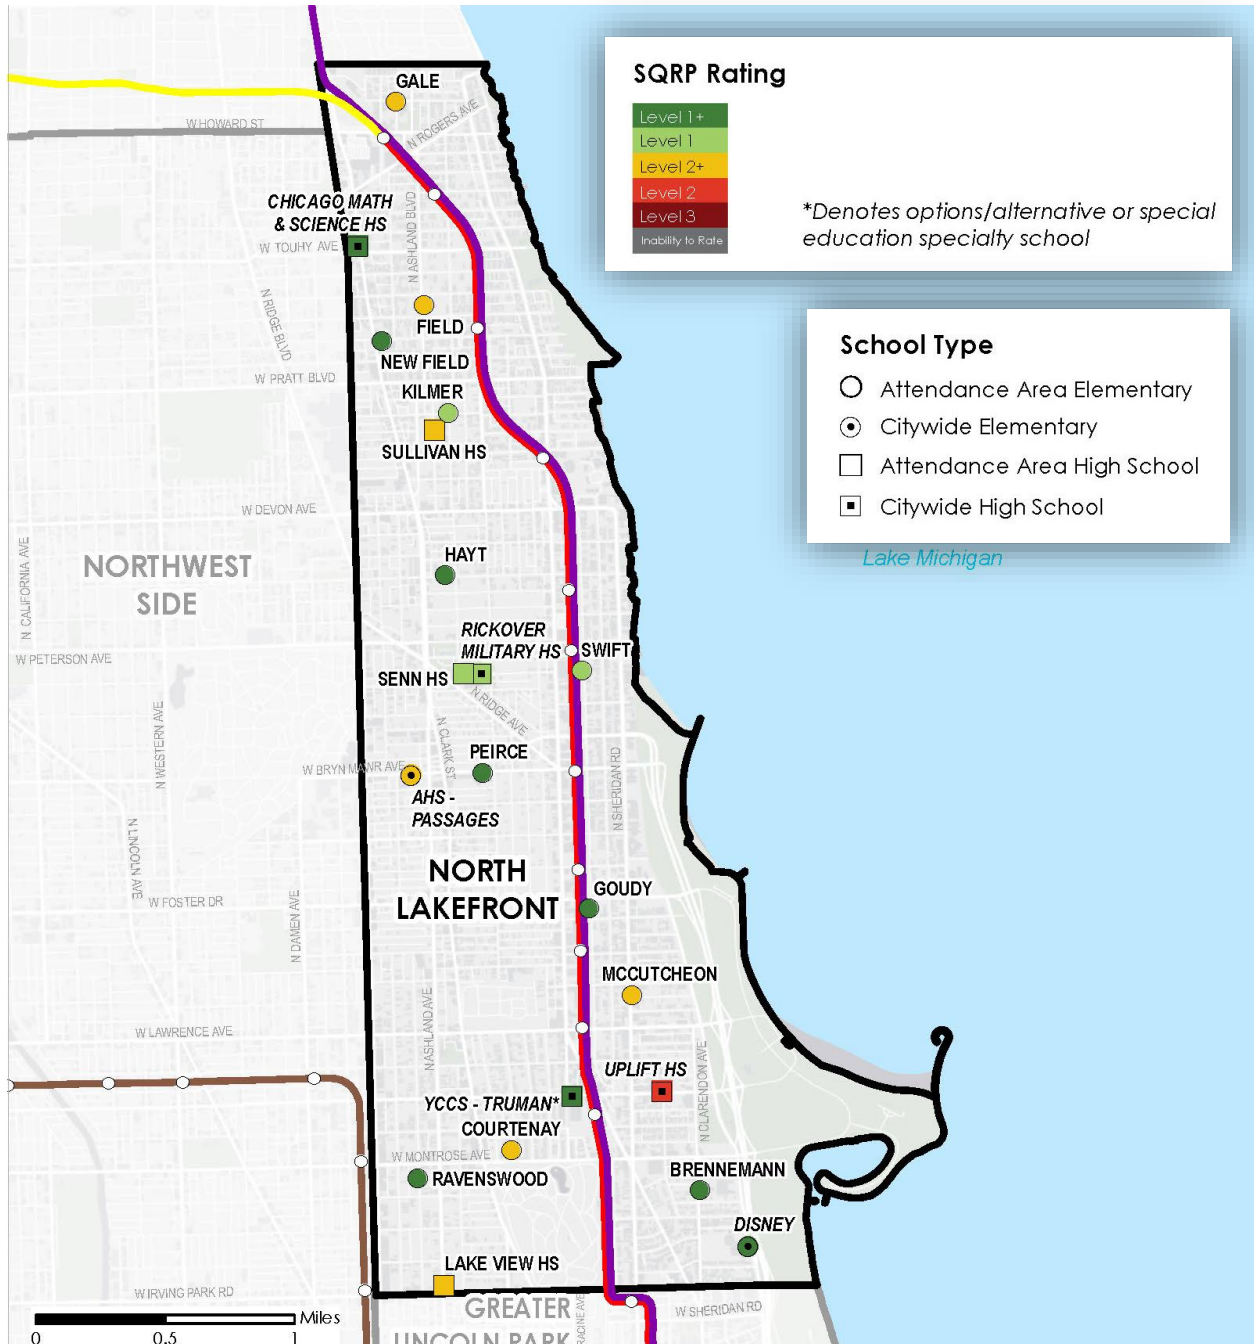 GALE
SQRP Rating
Level 1+
Level 1
Level 2+
Level 2
Level 3
Inability to Rate
*Denotes options/alternative or special
education specialty school
W HOWARD ST
N ROGERS AVE
CHICAGO MATH
& SCIENCE HS
W TOUHY AVE
N ASHLAND BLVD
N RIDGE BLVD
FIELD
NEW FIELD
W PRATT BLVD
KILMER
SULLIVAN HS
School Type
Attendance Area Elementary
Citywide Elementary
Attendance Area High School
Citywide High School
Lake Michigan
W DEVON AVE
NORTHWEST
SIDE
N CALIFORNIA AVE
HAYT
RICKOVER
MILITARY HS
SWIFT
W PETERSON AVE
SENN HS
N RIDGE AVE
N WESTERN AVE
N CLARK ST
PEIRCE
W BRYN MAWR AVE
N SHERIDAN RD
AHS -
PASSAGES
N LINCOLN AVE
NORTH
LAKEFRONT
GOUDY
W FOSTER DR
N DAMEN AVE
MCCUTCHEON
W LAWRENCE AVE
N ASHLAND AVE
UPLIFT HS
N CLARENDON AVE
YCCS - TRUMAN*
COURTENAY
W MONTROSE AVE
BRENNEMANN
RAVENSWOOD
DISNEY
LAKE VIEW HS
W IRVING PARK RD
GREATER
LINCOLN PARK
RACINE AVE
W SHERIDAN RD
Miles
0
0.5
1